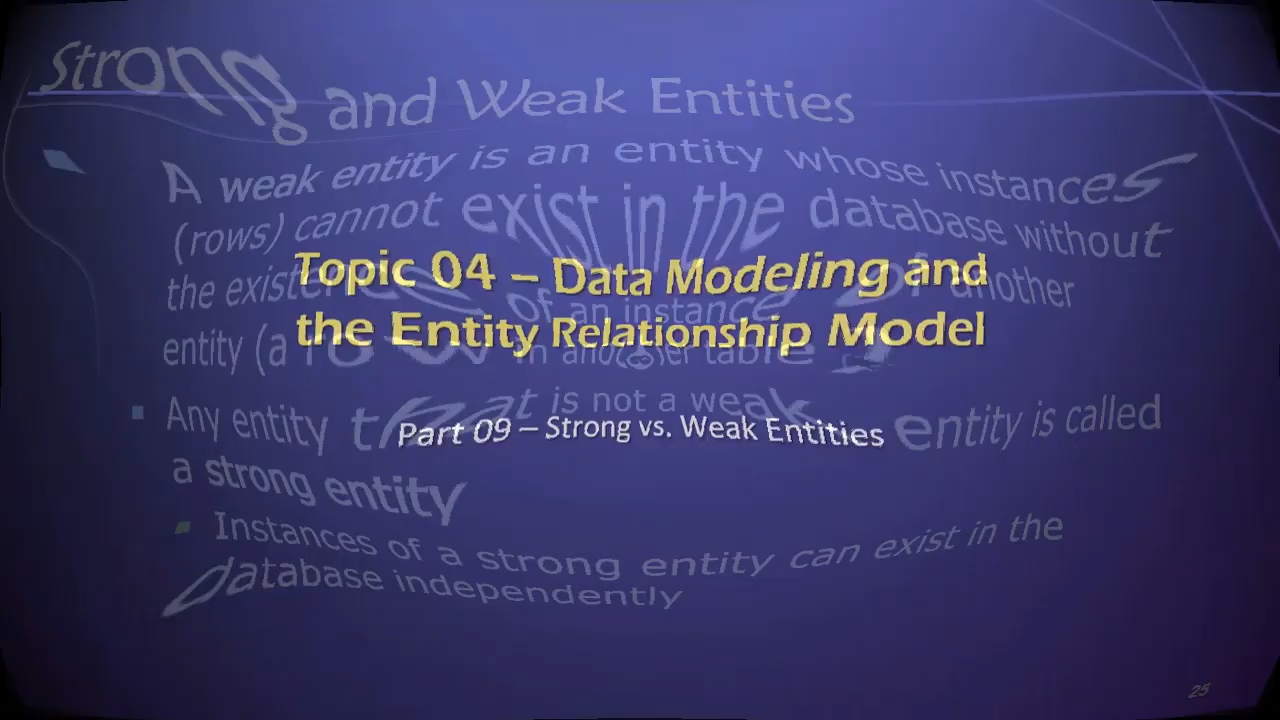 Strong and Weak Entities
A weak entity is an entity whose instances
(rows) cannot exist in the database without
the existence of an instance of another
entity (a row in another table)
Any entity that is not a weak entity is called
a strong entity
Instances of a strong entity can exist in the
database independently
Topic 04 – Data Modeling and
the Entity Relationship Model
Part 09 – Strong vs. Weak Entities
25